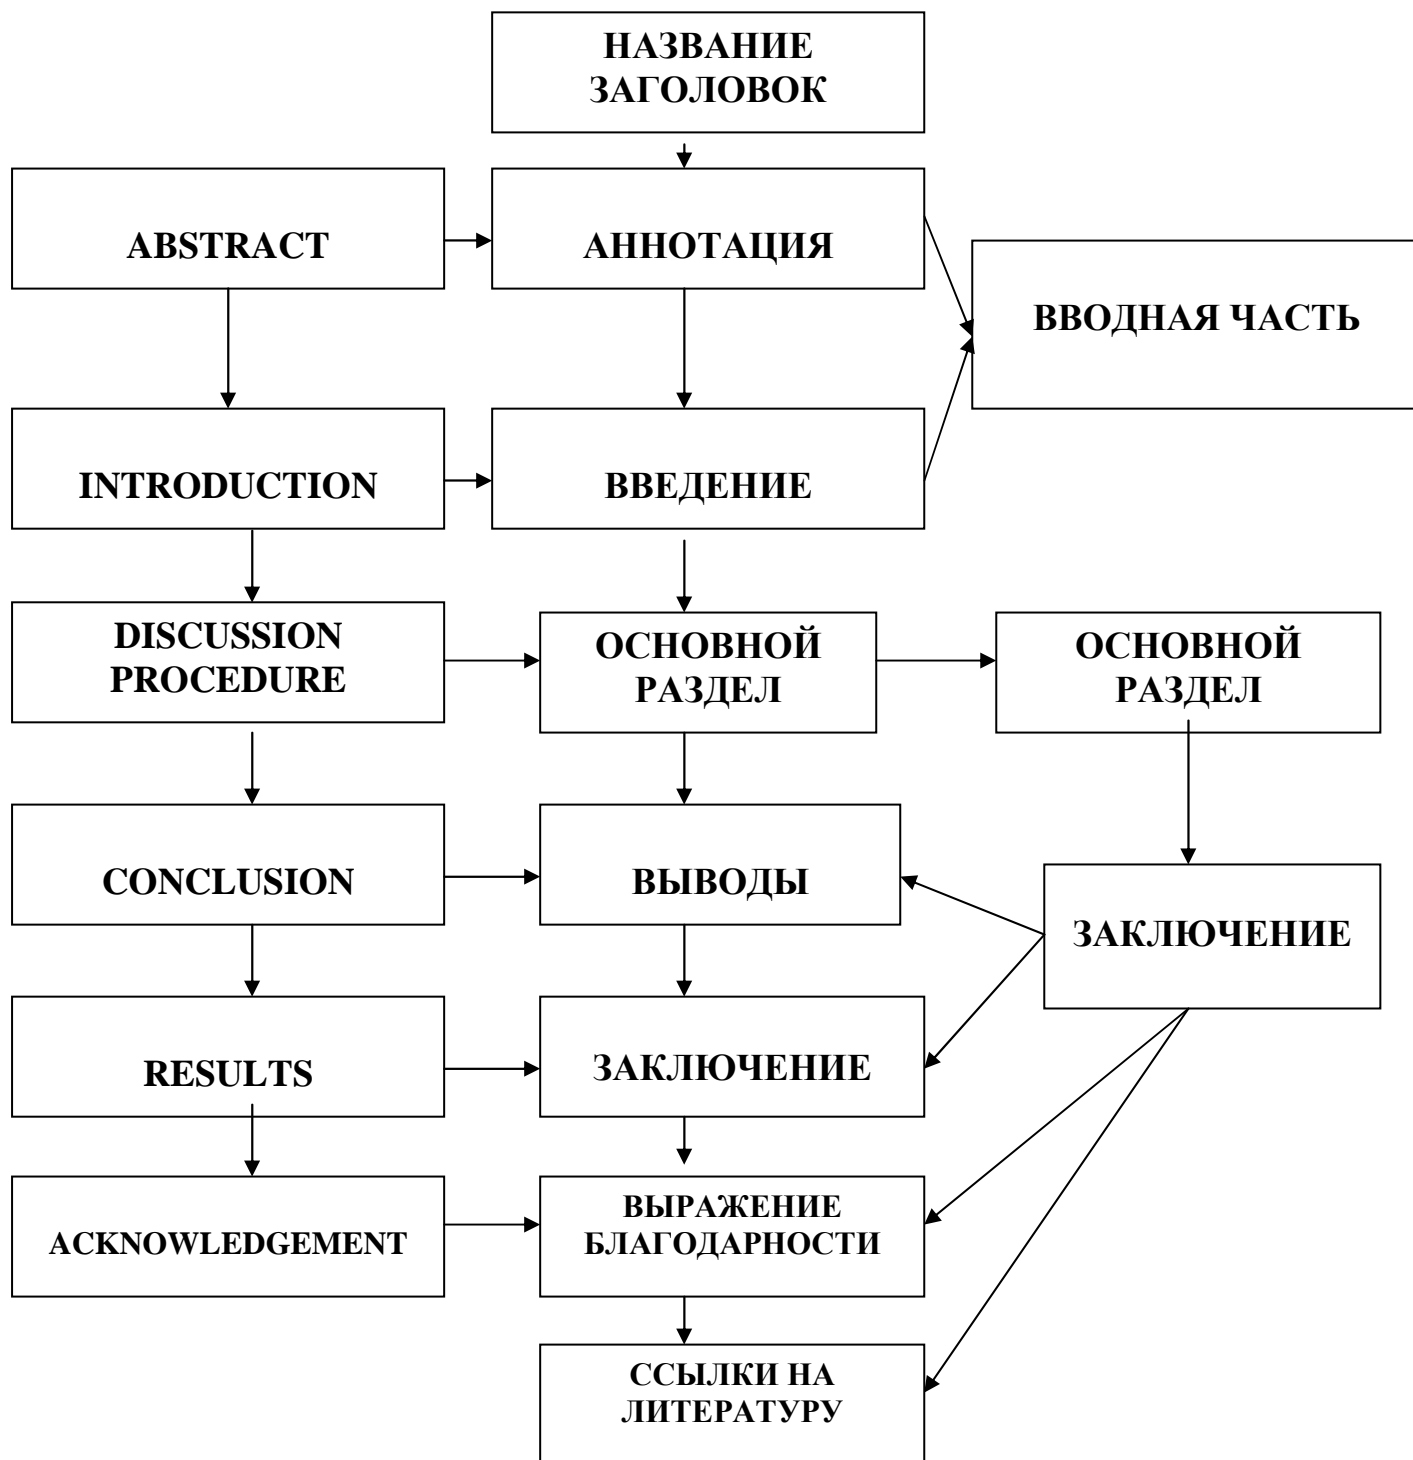 НАЗВАНИЕ
ЗАГОЛОВОК
ABSTRACT
АННОТАЦИЯ
ВВОДНАЯ ЧАСТЬ
INTRODUCTION
ВВЕДЕНИЕ
DISCUSSION
PROCEDURE
ОСНОВНОЙ
РАЗДЕЛ
ОСНОВНОЙ
РАЗДЕЛ
CONCLUSION
ВЫВОДЫ
ЗАКЛЮЧЕНИЕ
RESULTS
ЗАКЛЮЧЕНИЕ
ACKNOWLEDGEMENT
ВЫРАЖЕНИЕ
БЛАГОДАРНОСТИ
ССЫЛКИ НА
ЛИТЕРАТУРУ